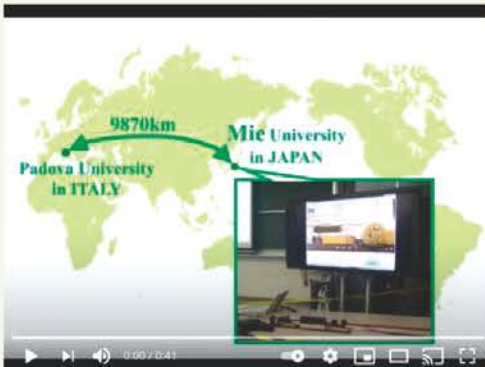 9870km
Mie University
in JAPAN
Padova University
in ITALY
0:00 / 0:41